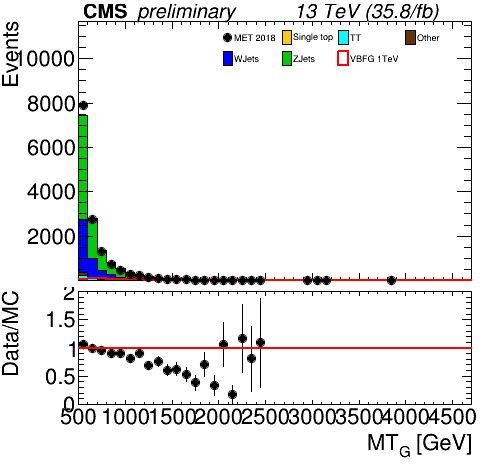 CMS preliminary 13 TeV (35.8/fb)
Events
MET 2018 Single top TT Other
WJets ZJets VBFG 1TeV
10000
8000
6000
4000
2000
Data/MC
2
1.5
1
0.5
0
500 1000 1500 2000 2500 3000 3500 4000 4500
MT_G [GeV]